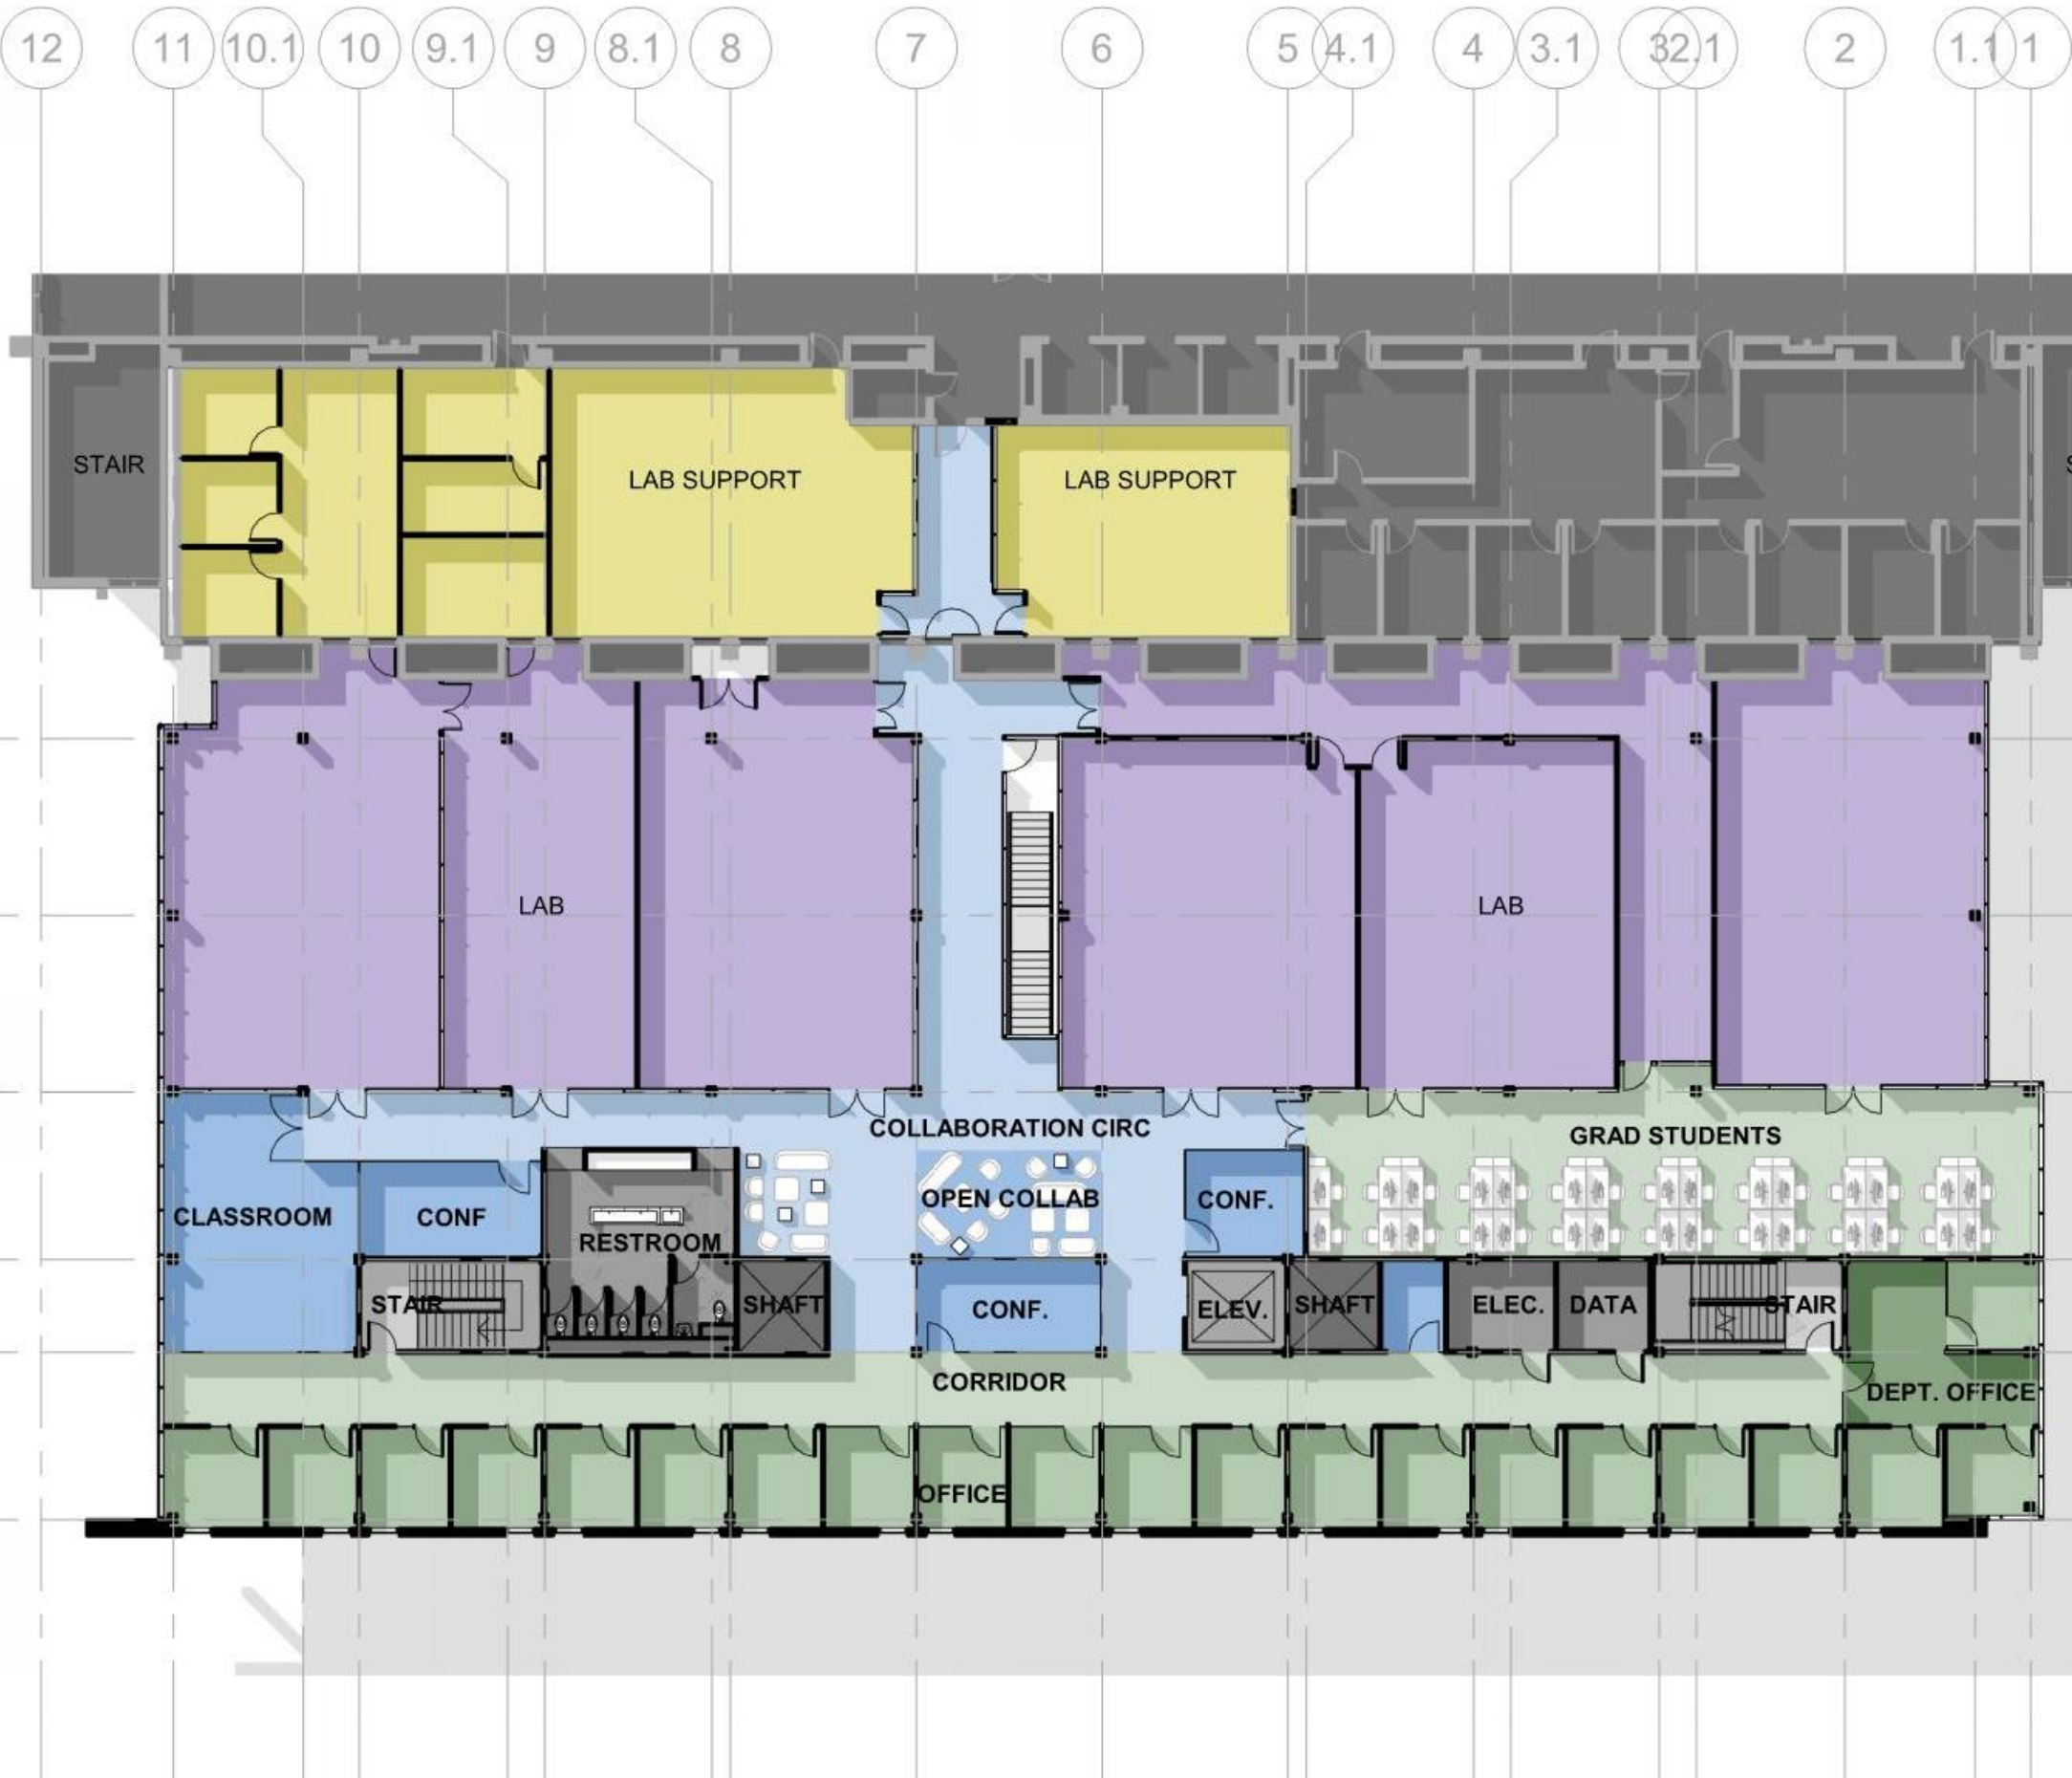 12
11
10.1
10
9.1
9
8.1
8
7
6
5
4.1
4
3.1
3
2.1
2
1.1
1
STAIR
LAB SUPPORT
LAB SUPPORT
LAB
LAB
COLLABORATION CIRC
GRAD STUDENTS
CLASSROOM
CONF
RESTROOM
OPEN COLLAB
CONF.
STAIR
SHAFT
CONF.
ELEV.
SHAFT
ELEC.
DATA
STAIR
CORRIDOR
DEPT. OFFICE
OFFICE